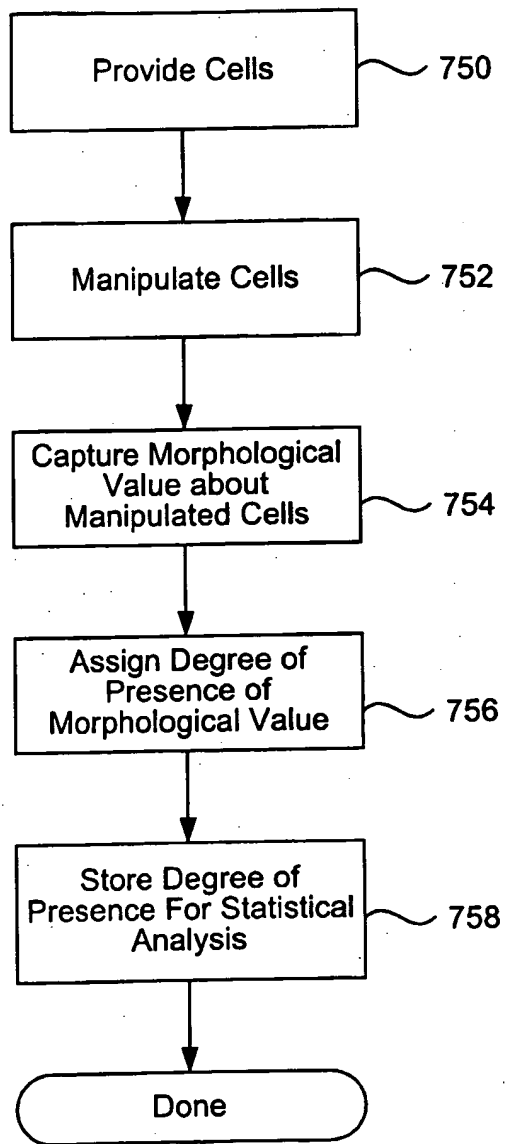 Provide Cells
750
Manipulate Cells
752
Capture Morphological
Value about
Manipulated Cells
754
Assign Degree of
Presence of
Morphological Value
756
Store Degree of
Presence For Statistical
Analysis
758
Done